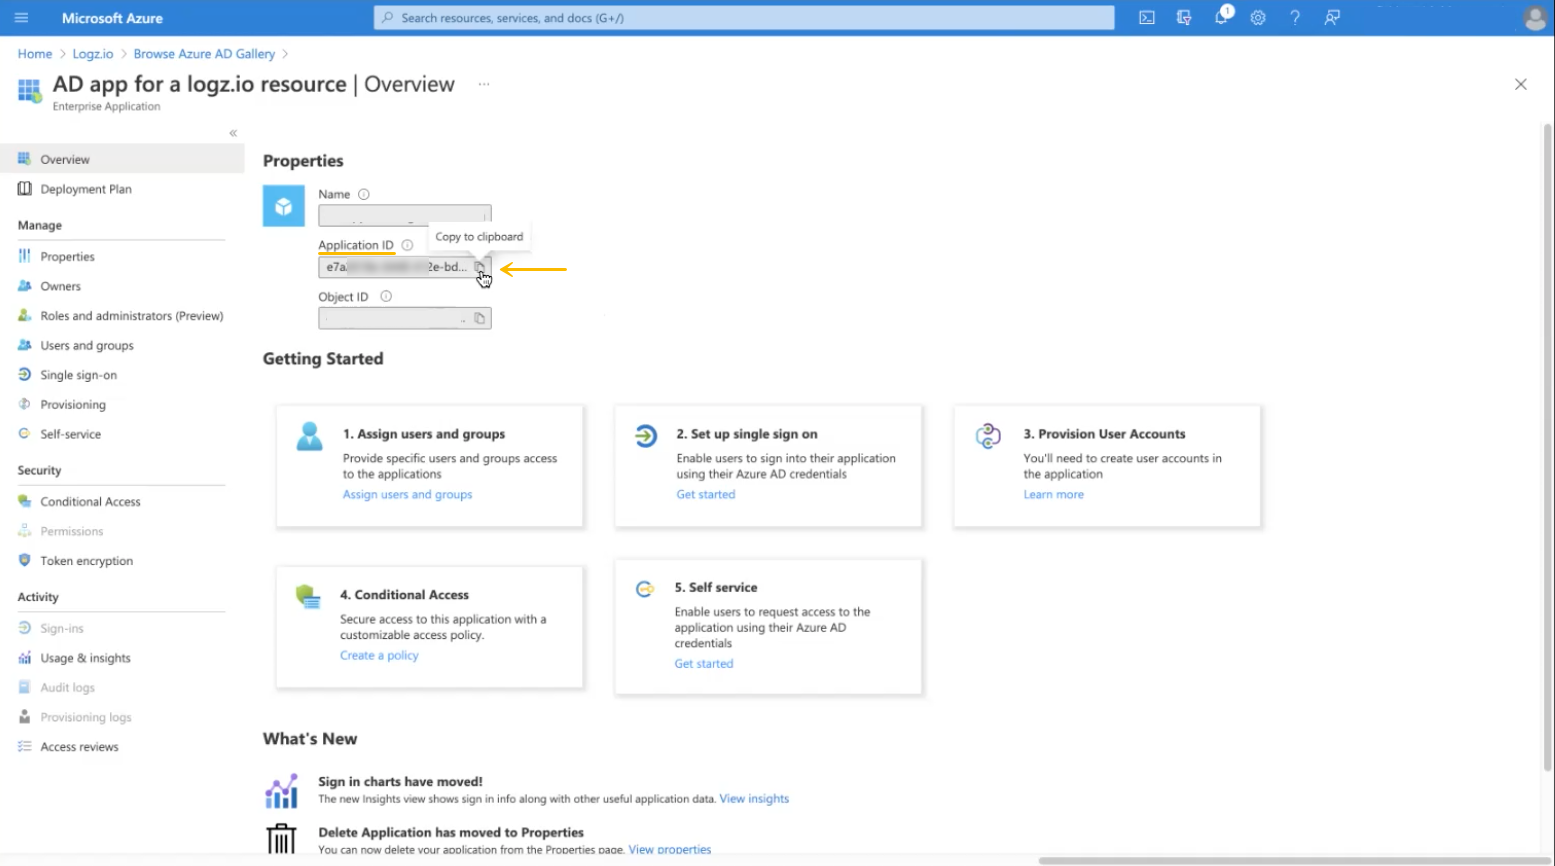 Microsoft Azure
Search resources, services, and docs (G+/)
1
Home > Logz.io > Browse Azure AD Gallery >
AD app for a logz.io resource | Overview ...
Enterprise Application
«
Overview
Deployment Plan
Manage
Properties
Owners
Roles and administrators (Preview)
Users and groups
Single sign-on
Provisioning
Self-service
Security
Conditional Access
Permissions
Token encryption
Activity
Sign-ins
Usage & insights
Audit logs
Provisioning logs
Access reviews
Properties
Name
Copy to clipboard
Application ID
e7a 2e-bd...
Object ID
Getting Started
1. Assign users and groups
Provide specific users and groups access
to the applications
Assign users and groups
2. Set up single sign on
Enable users to sign into their application
using their Azure AD credentials
Get started
3. Provision User Accounts
You'll need to create user accounts in
the application
Learn more
4. Conditional Access
Secure access to this application with a
customizable access policy.
Create a policy
5. Self service
Enable users to request access to the
application using their Azure AD
credentials
Get started
What's New
Sign in charts have moved!
The new Insights view shows sign in info along with other useful application data. View insights
Delete Application has moved to Properties
You can now delete your application from the Properties page. View properties